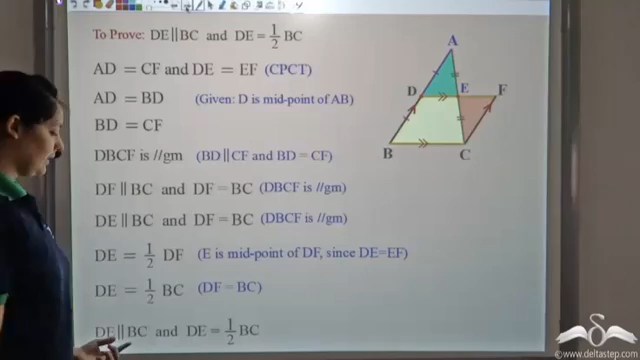 To Prove: DE||BC and DE = 1/2 BC
AD = CF and DE = EF (CPCT)
AD = BD (Given: D is mid-point of AB)
BD = CF
DBCF is //gm (BD||CF and BD = CF)
DF || BC and DF = BC (DBCF is //gm)
DE || BC and DF = BC (DBCF is //gm)
DE = 1/2 DF (E is mid-point of DF, since DE=EF)
DE = 1/2 BC (DF = BC)
DE || BC and DE = 1/2 BC
A
D E F
B C
© www.deltastep.com